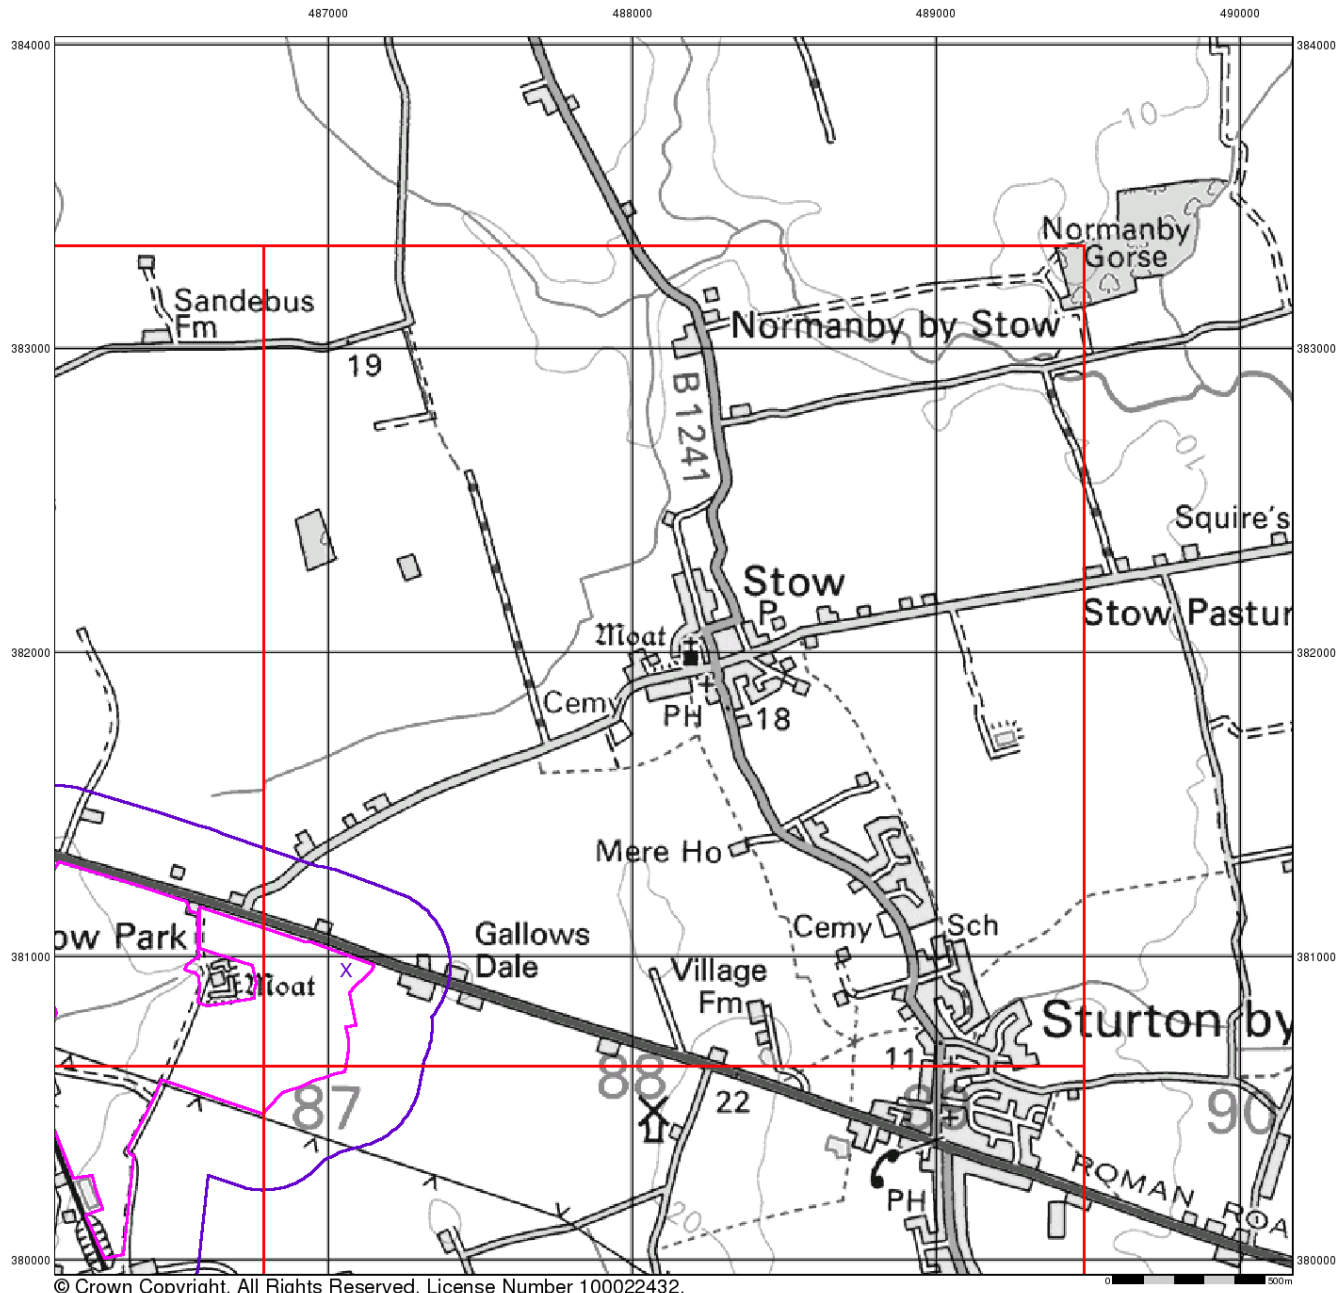 487000 488000 489000 490000
384000 384000
10
Normanby
Gorse
Sandebus
Fm
Normanby by Stow
383000 383000
19
B 1241
10
Squire's
Stow
P
Stow Pastur
Moat
382000 382000
Cemy
PH
18
Mere Ho
Cemy
Sch
ow Park
Gallows
Dale
381000 381000
X
Moat
Village
Fm
Sturton by
11
88
87
22
89
90
ROMAN
ROA
PH
20
380000 380000
© Crown Copyright. All Rights Reserved. License Number 100022432.
0 500m